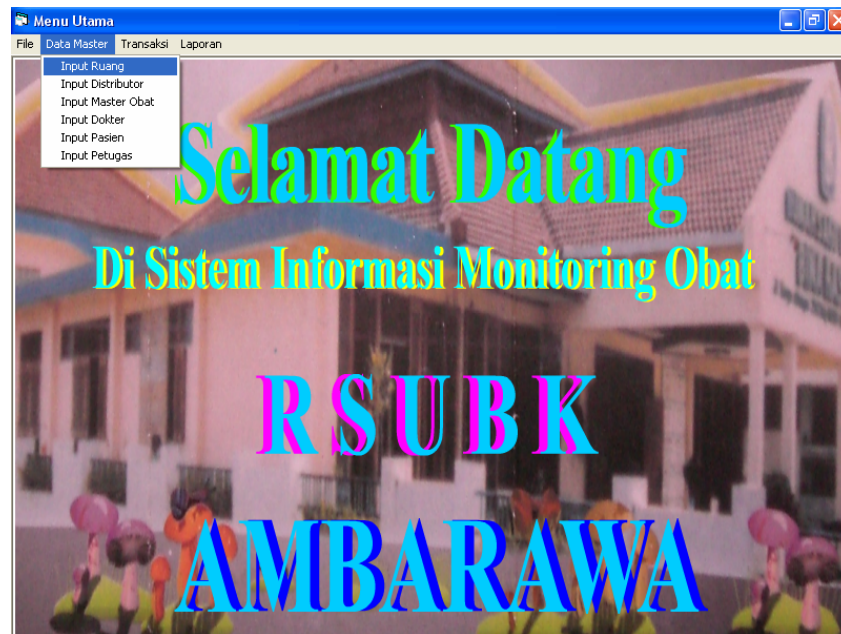 Menu Utama
File Data Master Transaksi Laporan
Input Ruang
Input Distributor
Input Master Obat
Input Dokter
Input Pasien
Input Petugas
Selamat Datang
Di Sistem Informasi Monitoring Obat
R S U B K
AMBARAWA